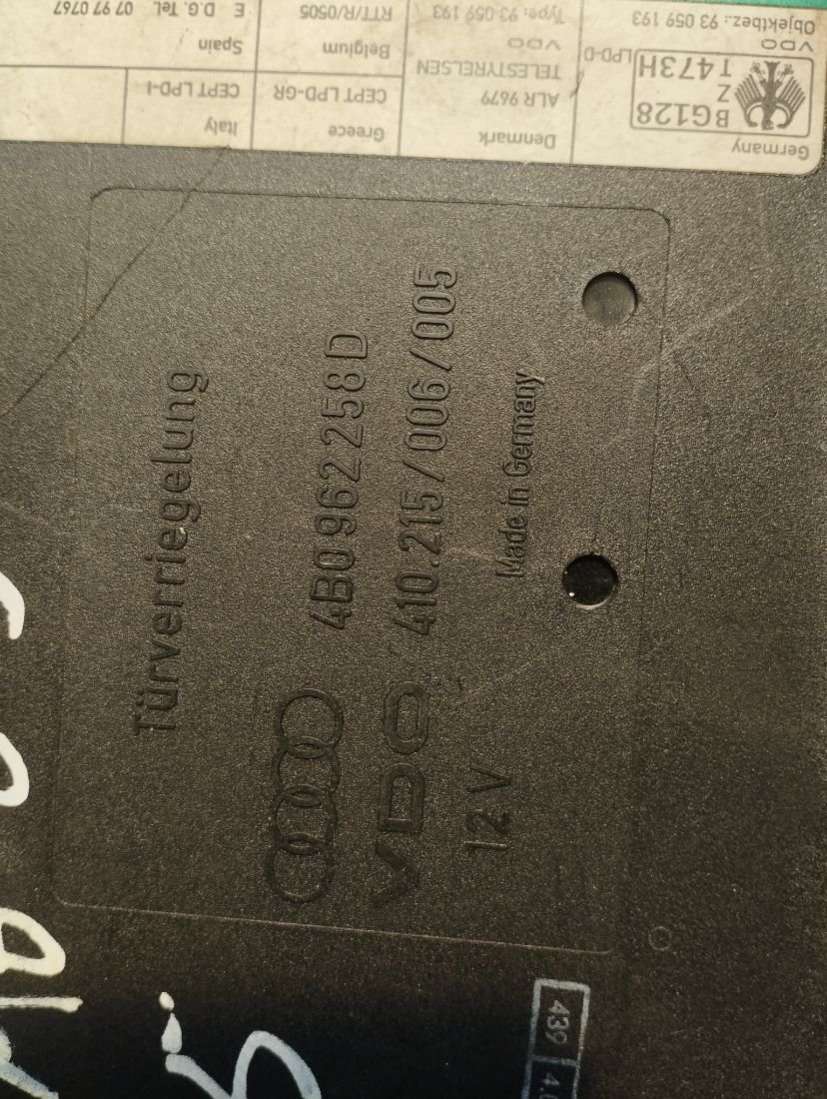 Germany
BG128
Z
T473H
LPD-D
VDO
Objektbez.: 93 059 193
Denmark
ALR 9679
TELESTYRELSEN
VDO
Type: 93 059 193
Greece
CEPT LPD-GR
Belgium
RTT/R/0505
Italy
CEPT LPD-I
Spain
E D.G. Tel. 07 97 0767
Türverriegelung
4B0 962 258 D
VDO 410.215/006/005
12 V
Made in Germany
439